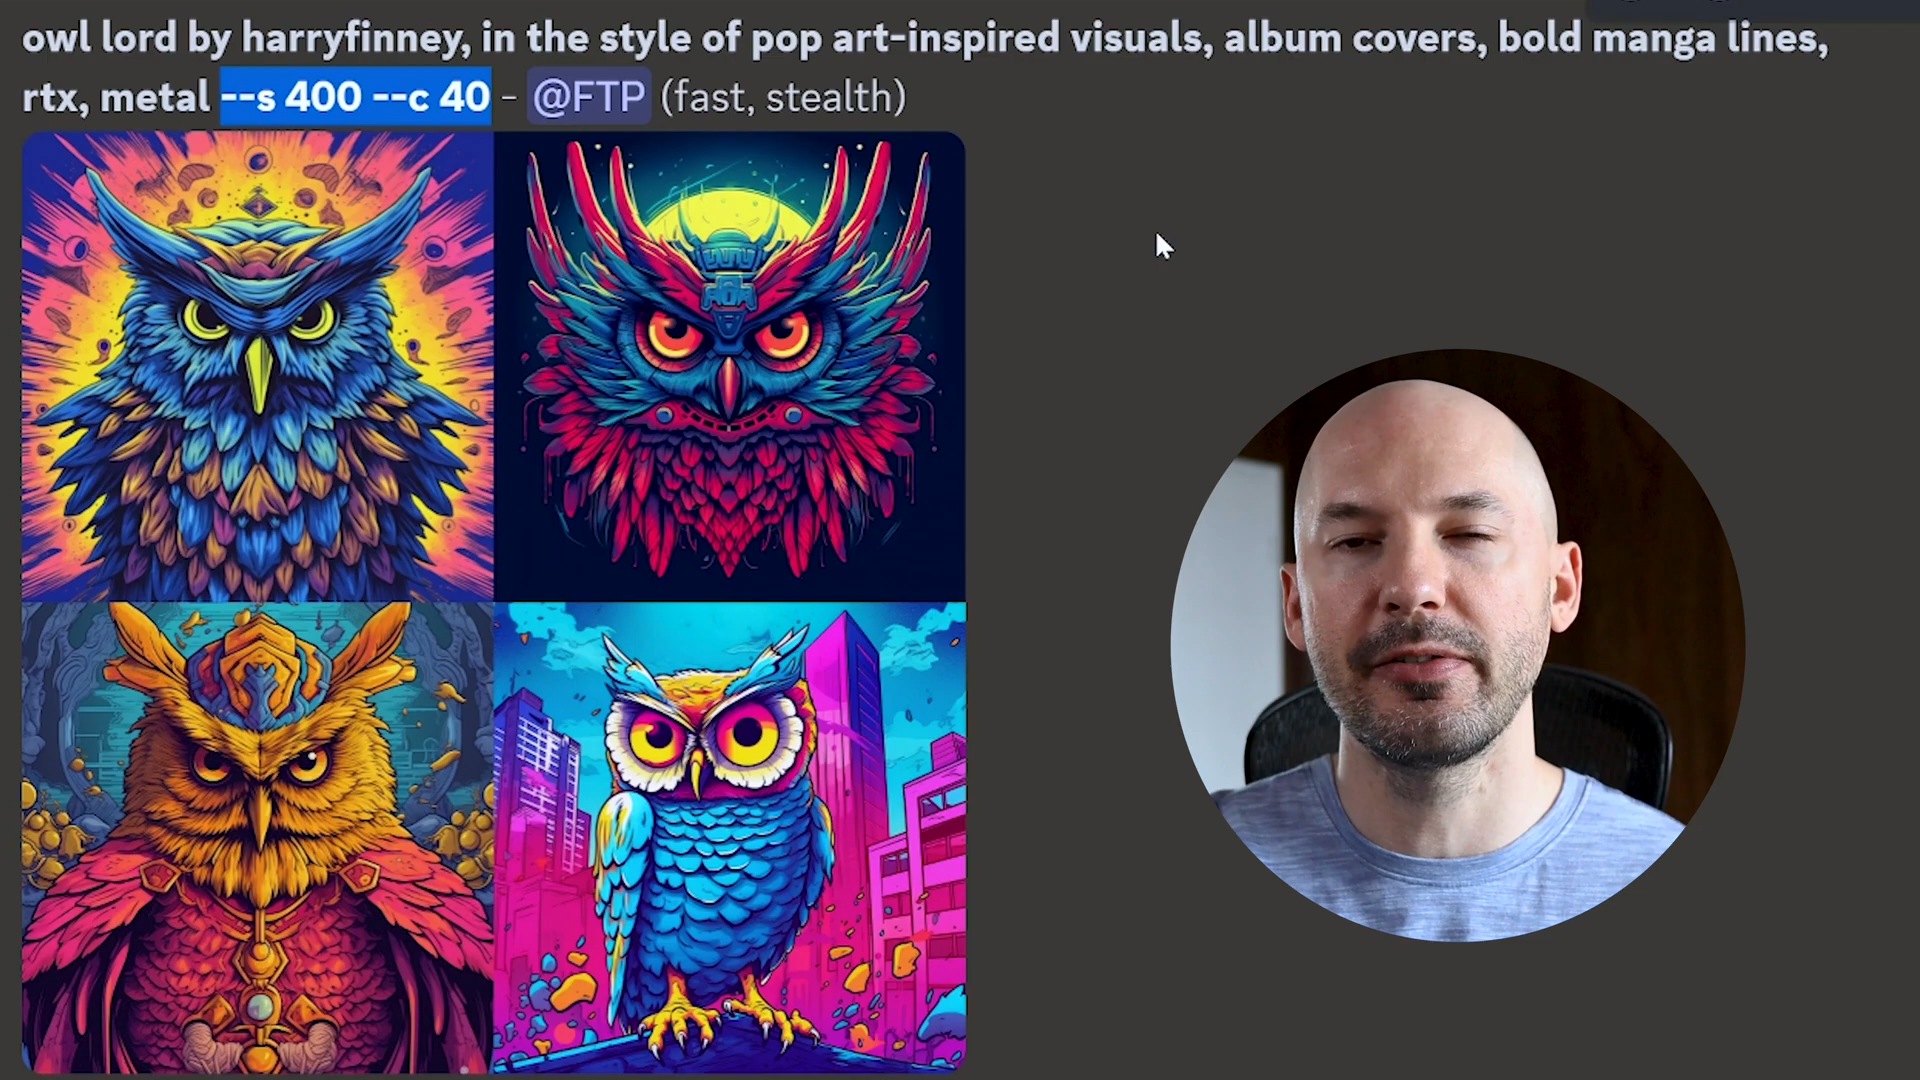 owl lord by harryfinney, in the style of pop art-inspired visuals, album covers, bold manga lines,
rtx, metal --s 400 --c 40 - @FTP (fast, stealth)